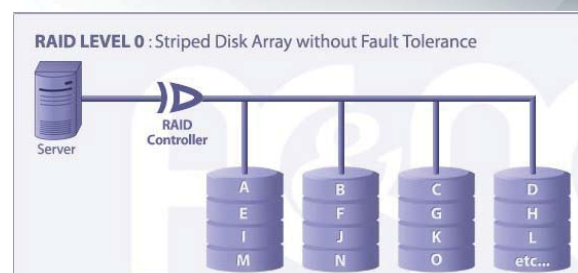 RAID LEVEL 0 : Striped Disk Array without Fault Tolerance
Server
RAID
Controller
A B C D
E F G H
I J K L
M N O etc...